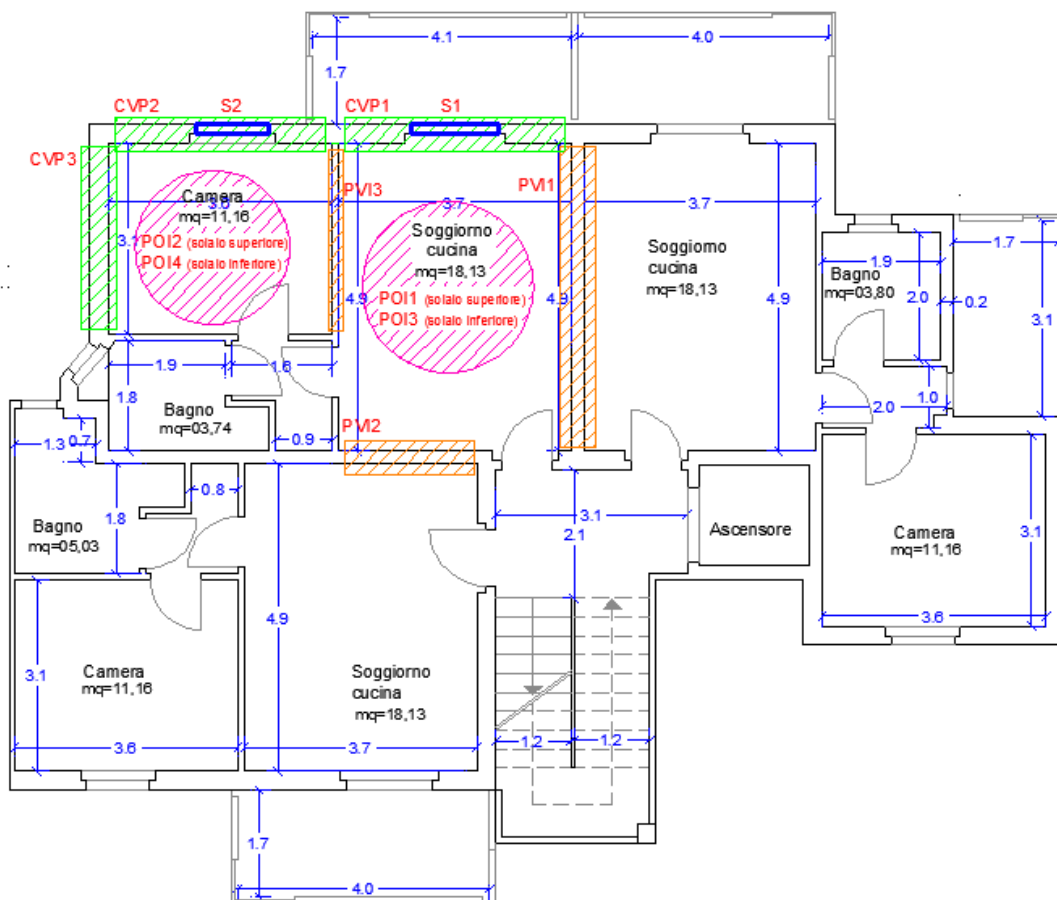 4.1
4.0
1.7
CVP2
S2
CVP1
S1
CVP3
PVI3
PVI1
Camera
3.6
mq=11,16
3.1
POI2 (solaio superiore)
POI4 (solaio inferiore)
3.7
Soggiorno
cucina
mq=18,13
4.9
4.9
POI1 (solaio superiore)
POI3 (solaio inferiore)
3.7
Soggiorno
cucina
mq=18,13
4.9
1.9
Bagno
mq=03,80
2.0
1.7
0.2
3.1
1.9
1.6
1.8
Bagno
mq=03,74
0.9
PVI2
2.0
1.0
1.3
0.7
0.8
1.8
Bagno
mq=05,03
3.1
2.1
Ascensore
Camera
mq=11,16
3.1
3.6
4.9
3.1
Camera
mq=11,16
Soggiorno
cucina
mq=18,13
3.6
3.7
1.2
1.2
1.7
4.0